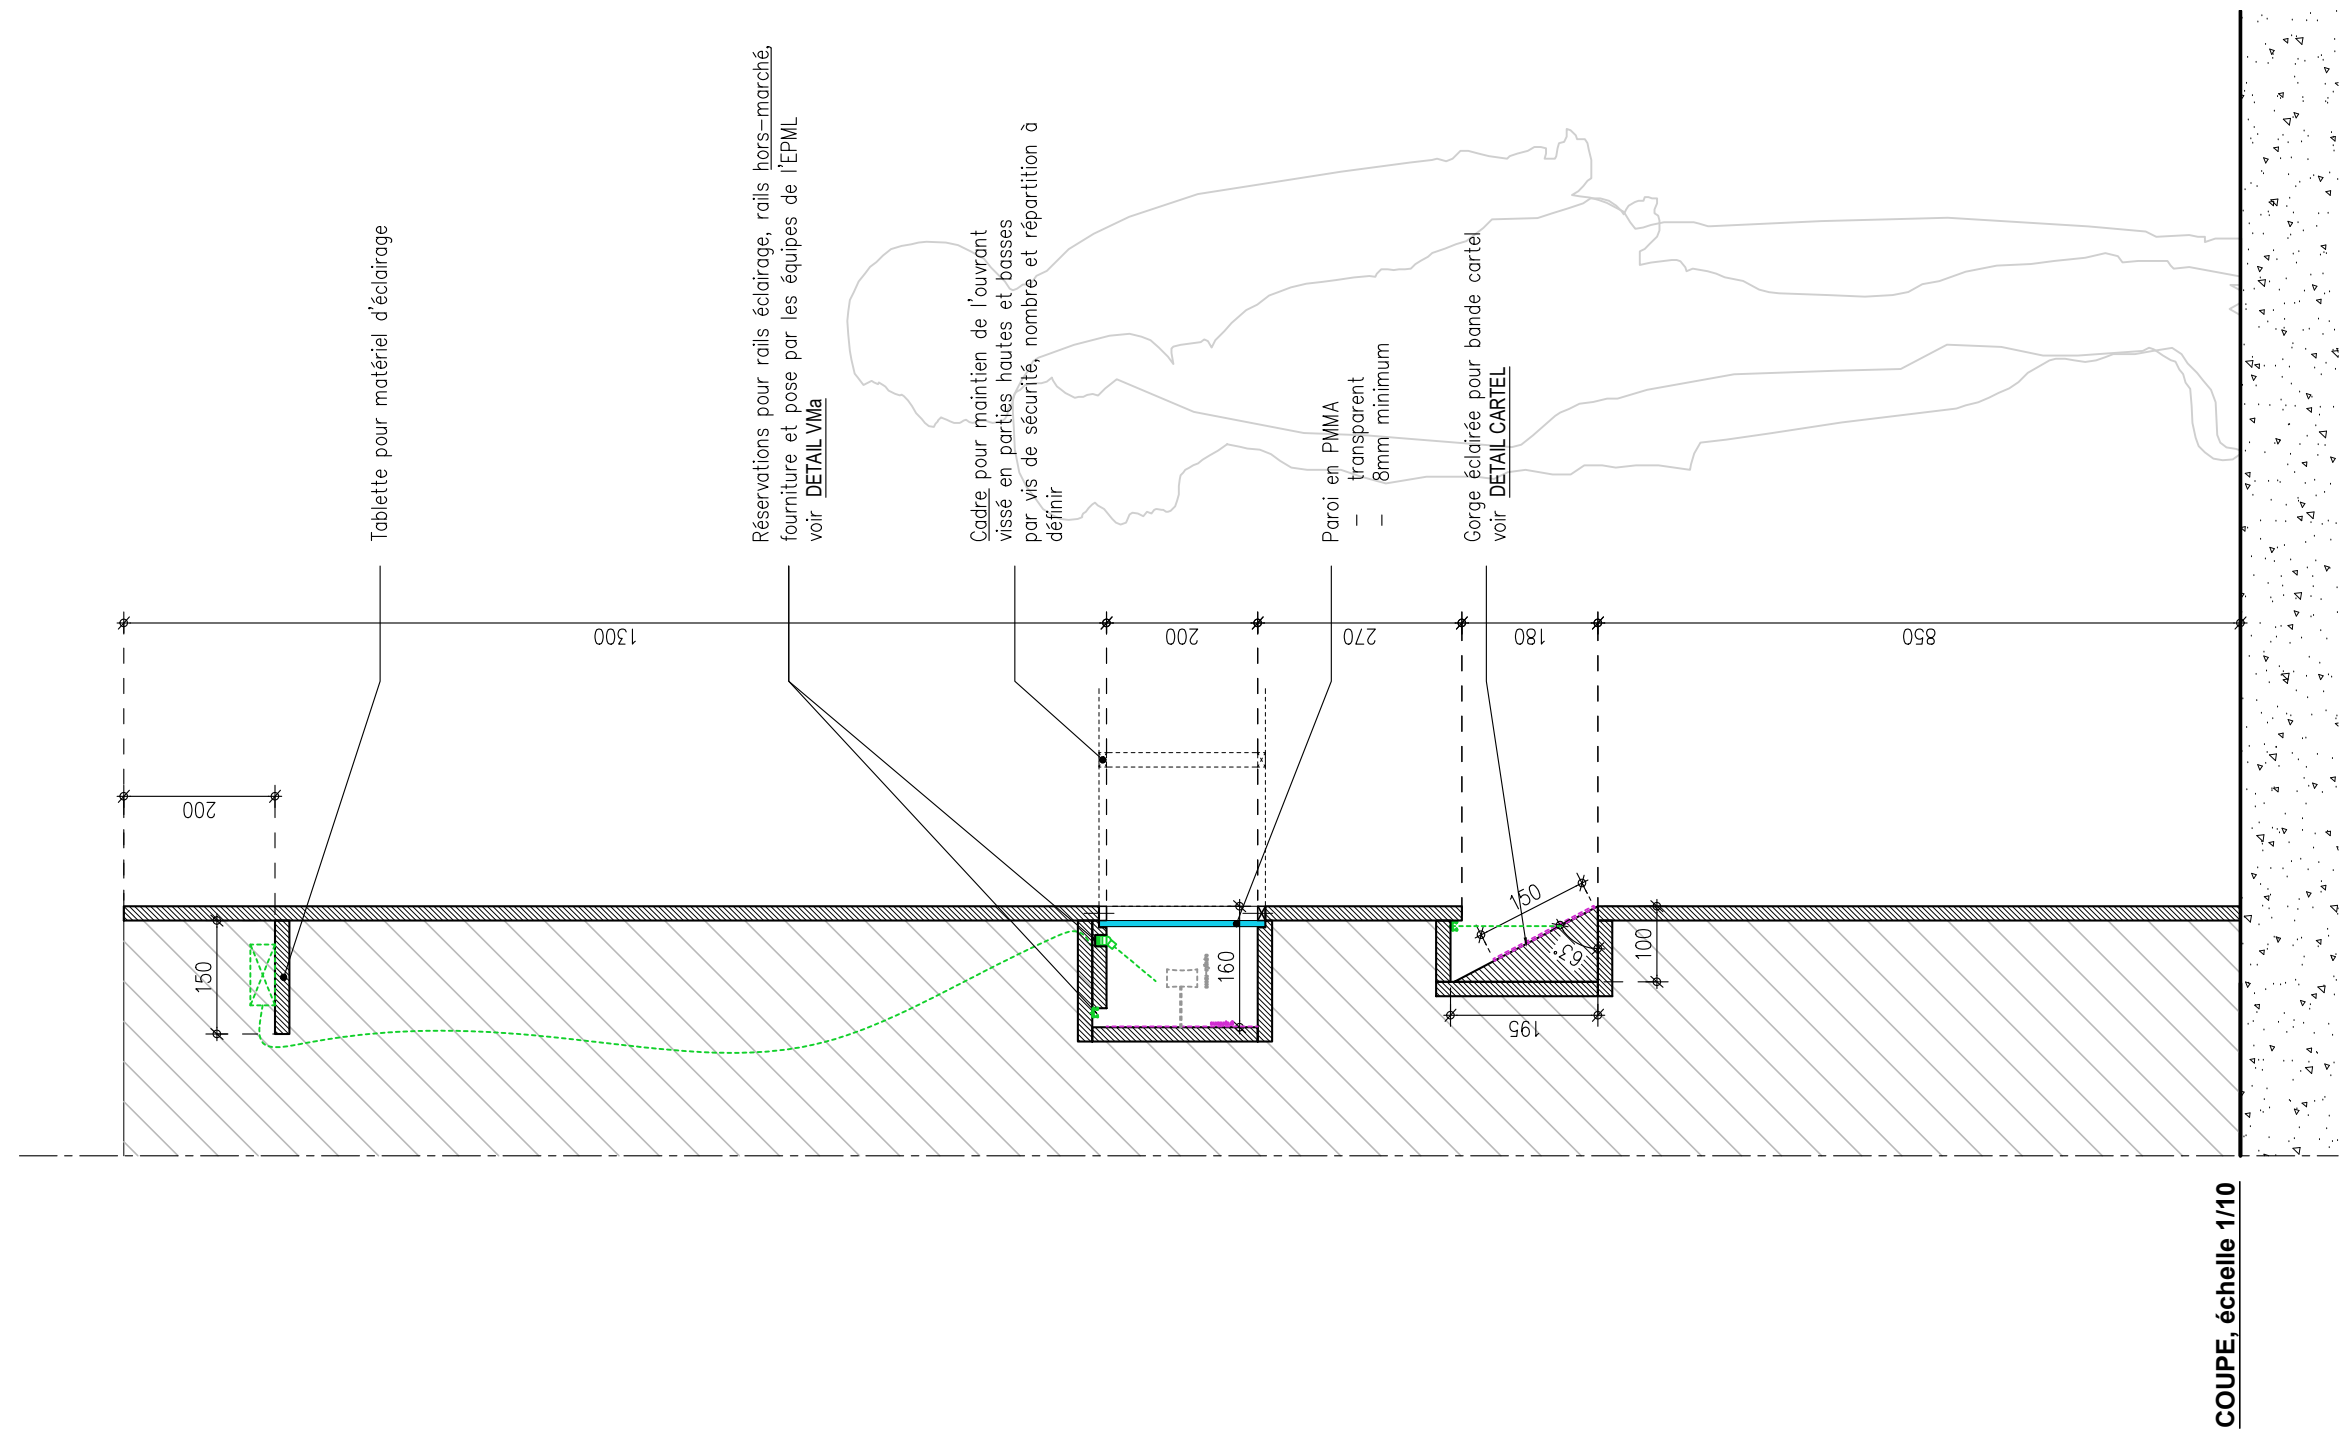 Tablette pour matériel d'éclairage
Réservations pour rails éclairage, rails hors-marché,
fourniture et pose par les équipes de l'EPML
voir DETAIL VMa
Cadre pour maintien de l'ouvrant
vissé en parties hautes et basses
par vis de sécurité, nombre et répartition à
définir
Paroi en PMMA
– transparent
– 8mm minimum
Gorge éclairée pour bande cartel
voir DETAIL CARTEL
1300
200
270
180
850
200
150
160
150
63°
100
195
COUPE, échelle 1/10